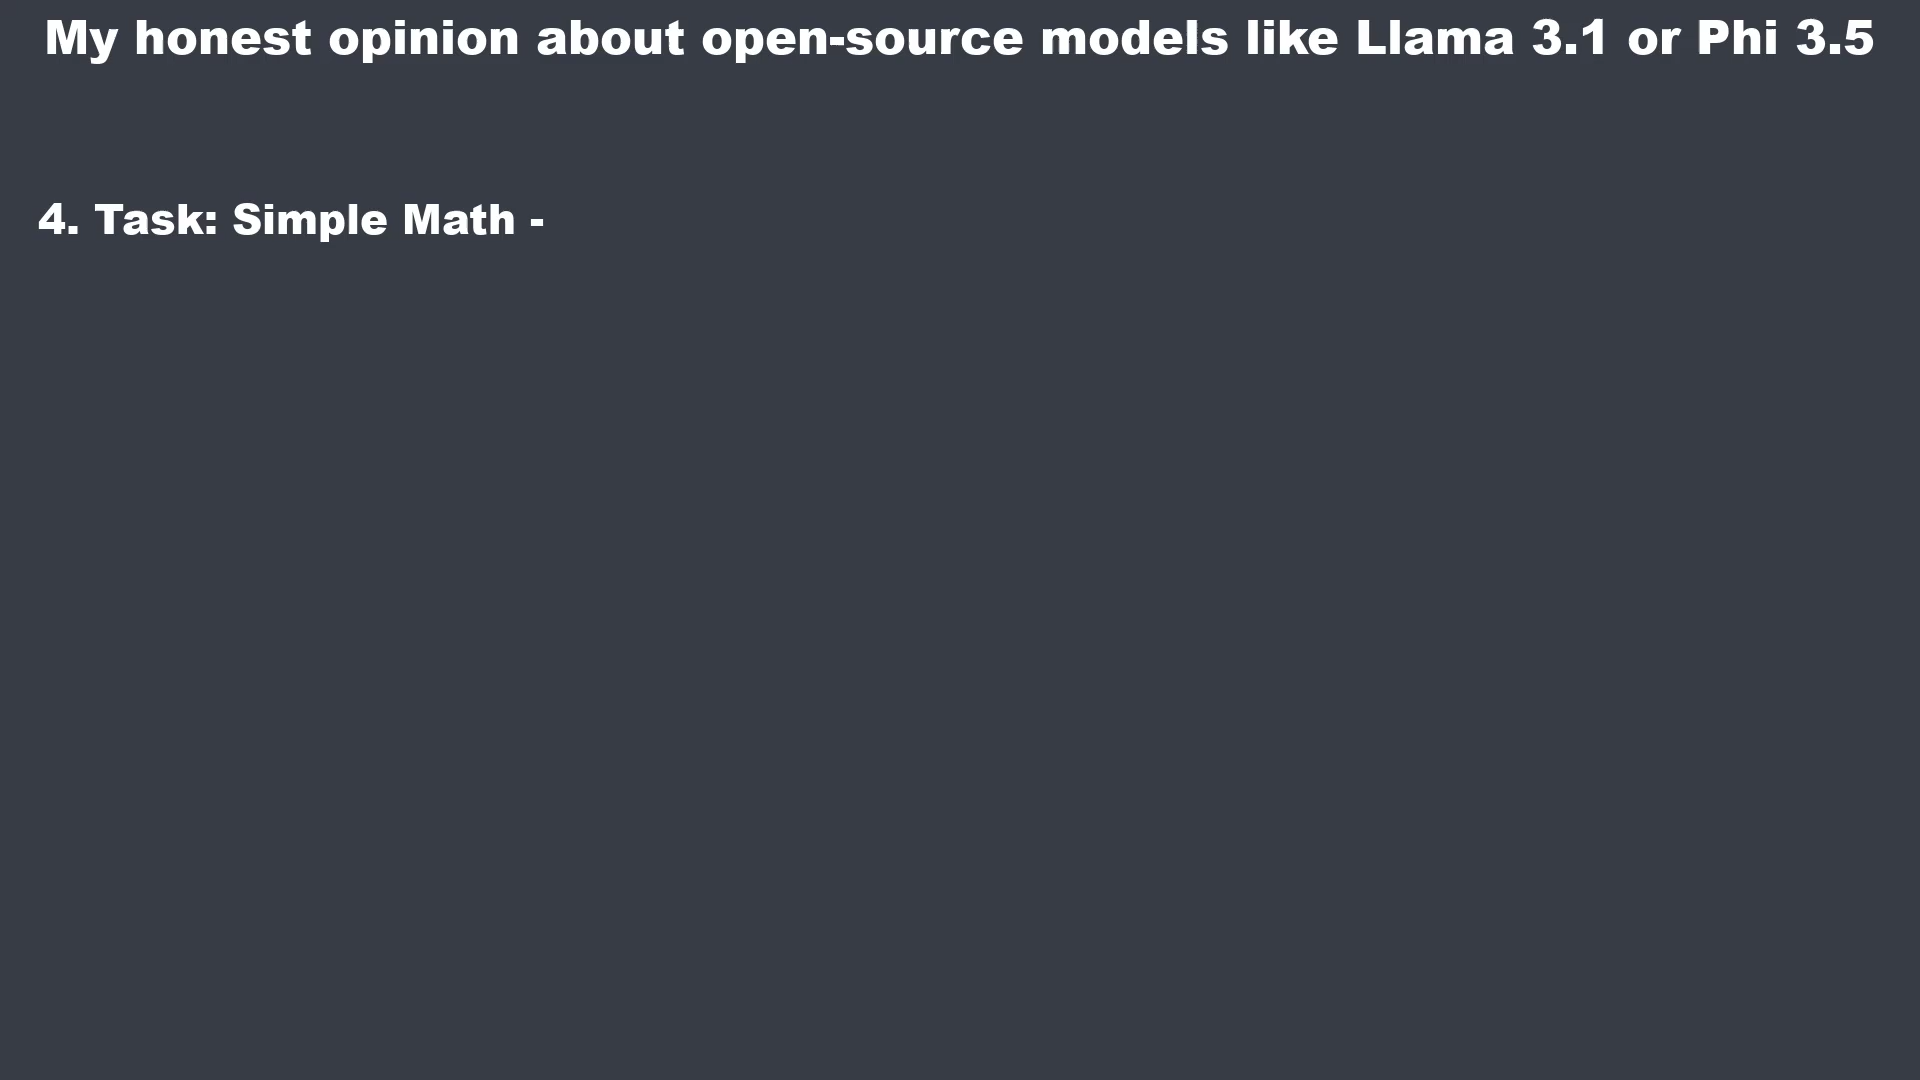 My honest opinion about open-source models like Llama 3.1 or Phi 3.5
4. Task: Simple Math -